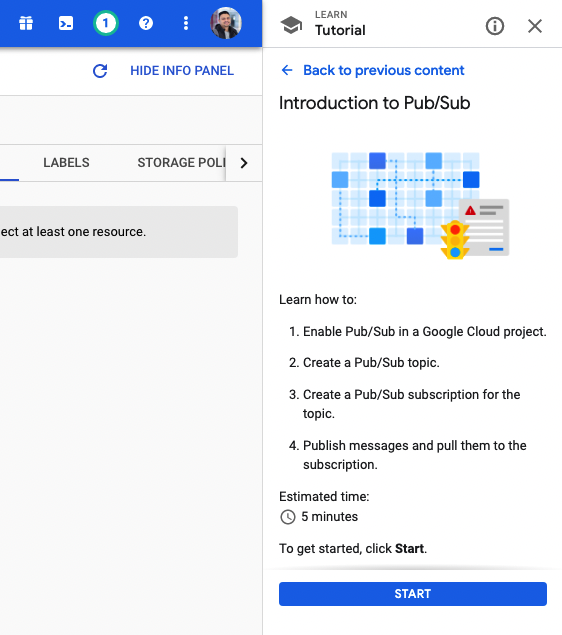 1
HIDE INFO PANEL
LABELS
STORAGE POLI
ect at least one resource.
LEARN
Tutorial
Back to previous content
Introduction to Pub/Sub
Learn how to:
1. Enable Pub/Sub in a Google Cloud project.
2. Create a Pub/Sub topic.
3. Create a Pub/Sub subscription for the
topic.
4. Publish messages and pull them to the
subscription.
Estimated time:
5 minutes
To get started, click Start.
START